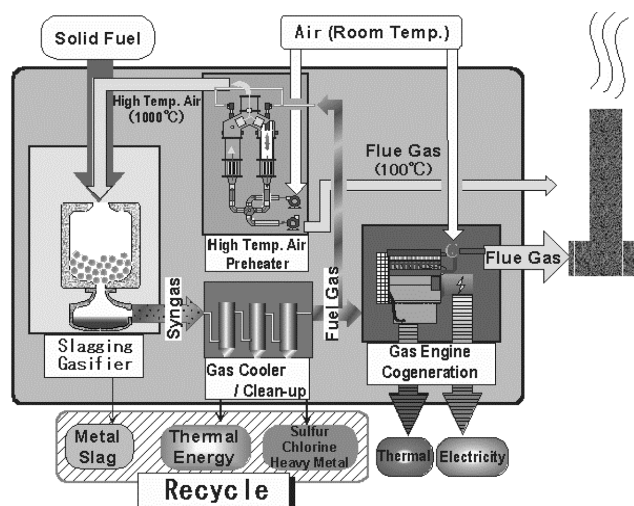 Solid Fuel
Air (Room Temp.)
High Temp. Air
(1000℃)
Flue Gas
(100℃)
High Temp. Air
Preheater
Flue Gas
Syngas
Fuel Gas
Slagging
Gasifier
Gas Cooler
/ Clean-up
Gas Engine
Cogeneration
Metal
Slag
Thermal
Energy
Sulfur
Chlorine
Heavy Metal
Thermal
Electricity
Recycle